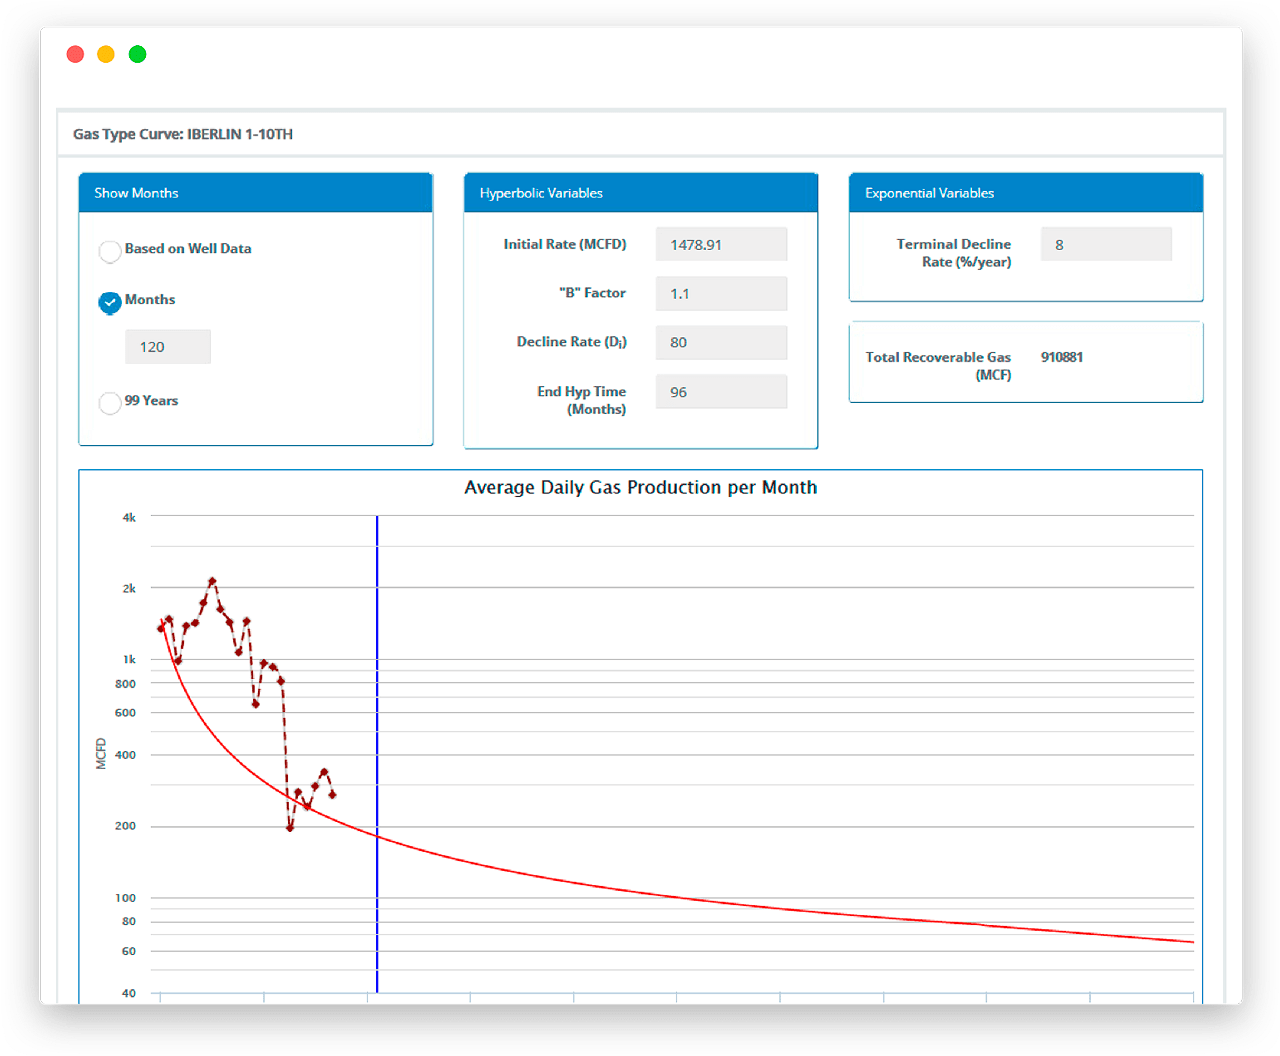 Gas Type Curve: IBERLIN 1-10TH
Show Months
Based on Well Data
Months
120
99 Years
Hyperbolic Variables
Initial Rate (MCFD)
1478.91
"B" Factor
1.1
Decline Rate (Di)
80
End Hyp Time
(Months)
96
Exponential Variables
Terminal Decline
Rate (%/year)
8
Total Recoverable Gas
(MCF)
910881
Average Daily Gas Production per Month
MCFD
4k
2k
1k
800
600
400
200
100
80
60
40